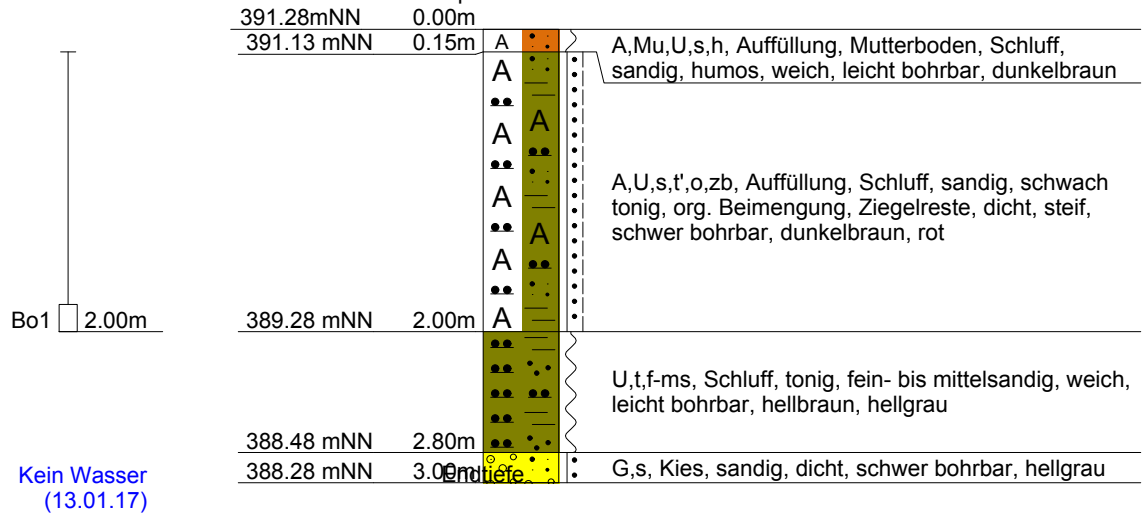 391.28mNN 0.00m
391.13 mNN 0.15m A
A,Mu,U,s,h, Auffüllung, Mutterboden, Schluff,
sandig, humos, weich, leicht bohrbar, dunkelbraun
A
A
A
A
A,U,s,t',o,zb, Auffüllung, Schluff, sandig, schwach
tonig, org. Beimengung, Ziegelreste, dicht, steif,
schwer bohrbar, dunkelbraun, rot
A
A
A
Bo1 2.00m 389.28 mNN 2.00m
U,t,f-ms, Schluff, tonig, fein- bis mittelsandig, weich,
leicht bohrbar, hellbraun, hellgrau
388.48 mNN 2.80m
388.28 mNN 3.00m Endtiefe
G,s, Kies, sandig, dicht, schwer bohrbar, hellgrau
Kein Wasser
(13.01.17)